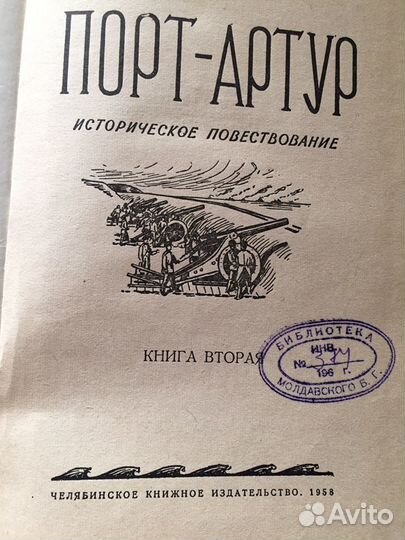 ПОРТ-АРТУР
ИСТОРИЧЕСКОЕ ПОВЕСТВОВАНИЕ
КНИГА ВТОРАЯ
БИБЛИОТЕКА
ИНВ.
№
196 г.
МОЛДАВСКОГО Б. Г.
ЧЕЛЯБИНСКОЕ КНИЖНОЕ ИЗДАТЕЛЬСТВО. 1958
Avito